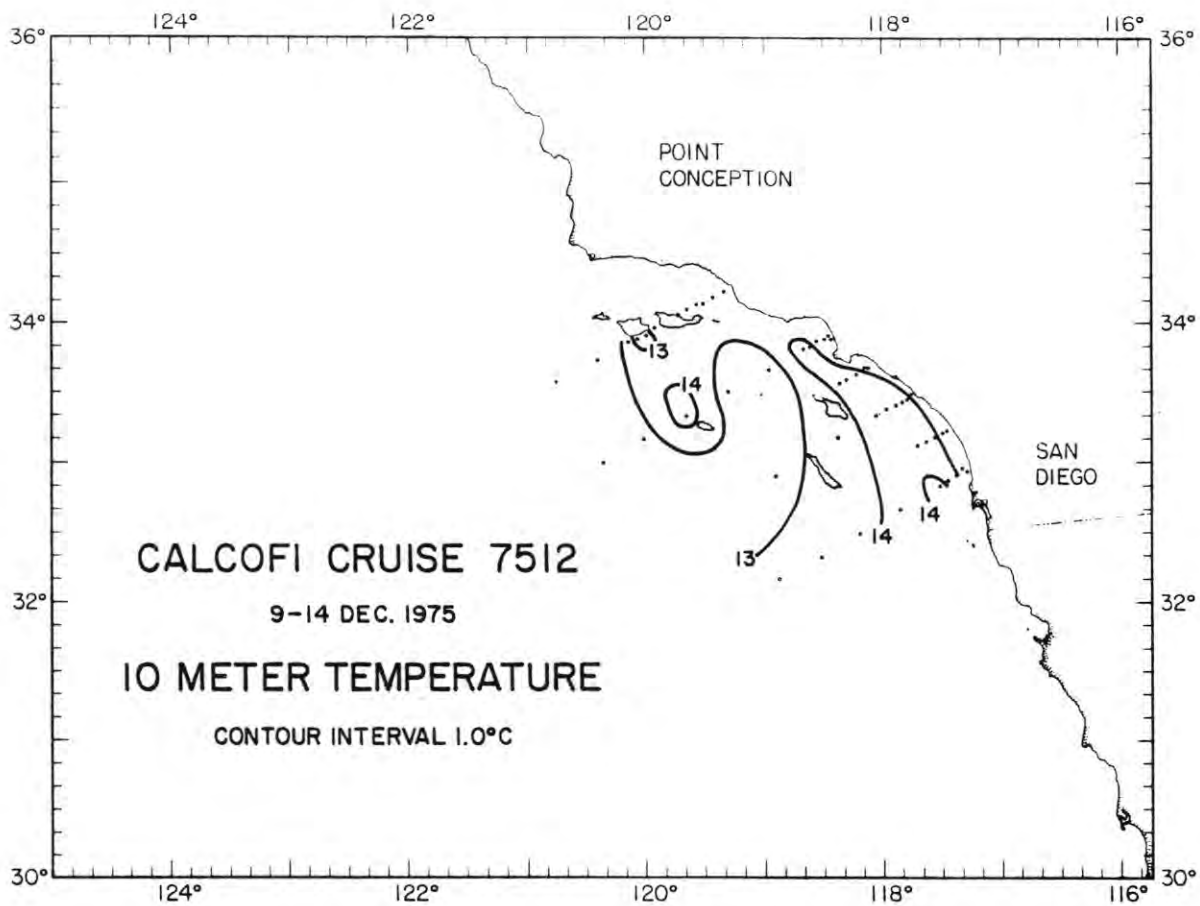 124° 122° 120° 118° 116°
36° 36°
POINT
CONCEPTION
34° 34°
13
14
SAN
DIEGO
14
14
13
CALCOFI CRUISE 7512
9-14 DEC. 1975
32° 32°
10 METER TEMPERATURE
CONTOUR INTERVAL 1.0°C
30° 30°
124° 122° 120° 118° 116°